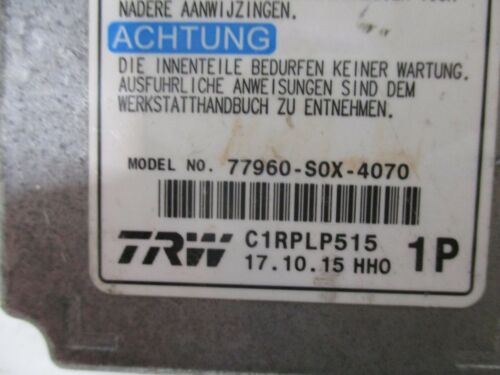 NADERE AANWIJZINGEN.
ACHTUNG
DIE INNENTEILE BEDURFEN KEINER WARTUNG.
AUSFUHRLICHE ANWEISUNGEN SIND DEM
WERKSTATTHANDBUCH ZU ENTNEHMEN.
MODEL NO. 77960-S0X-4070
TRW C1RPLP515 1P
17.10.15 HHO